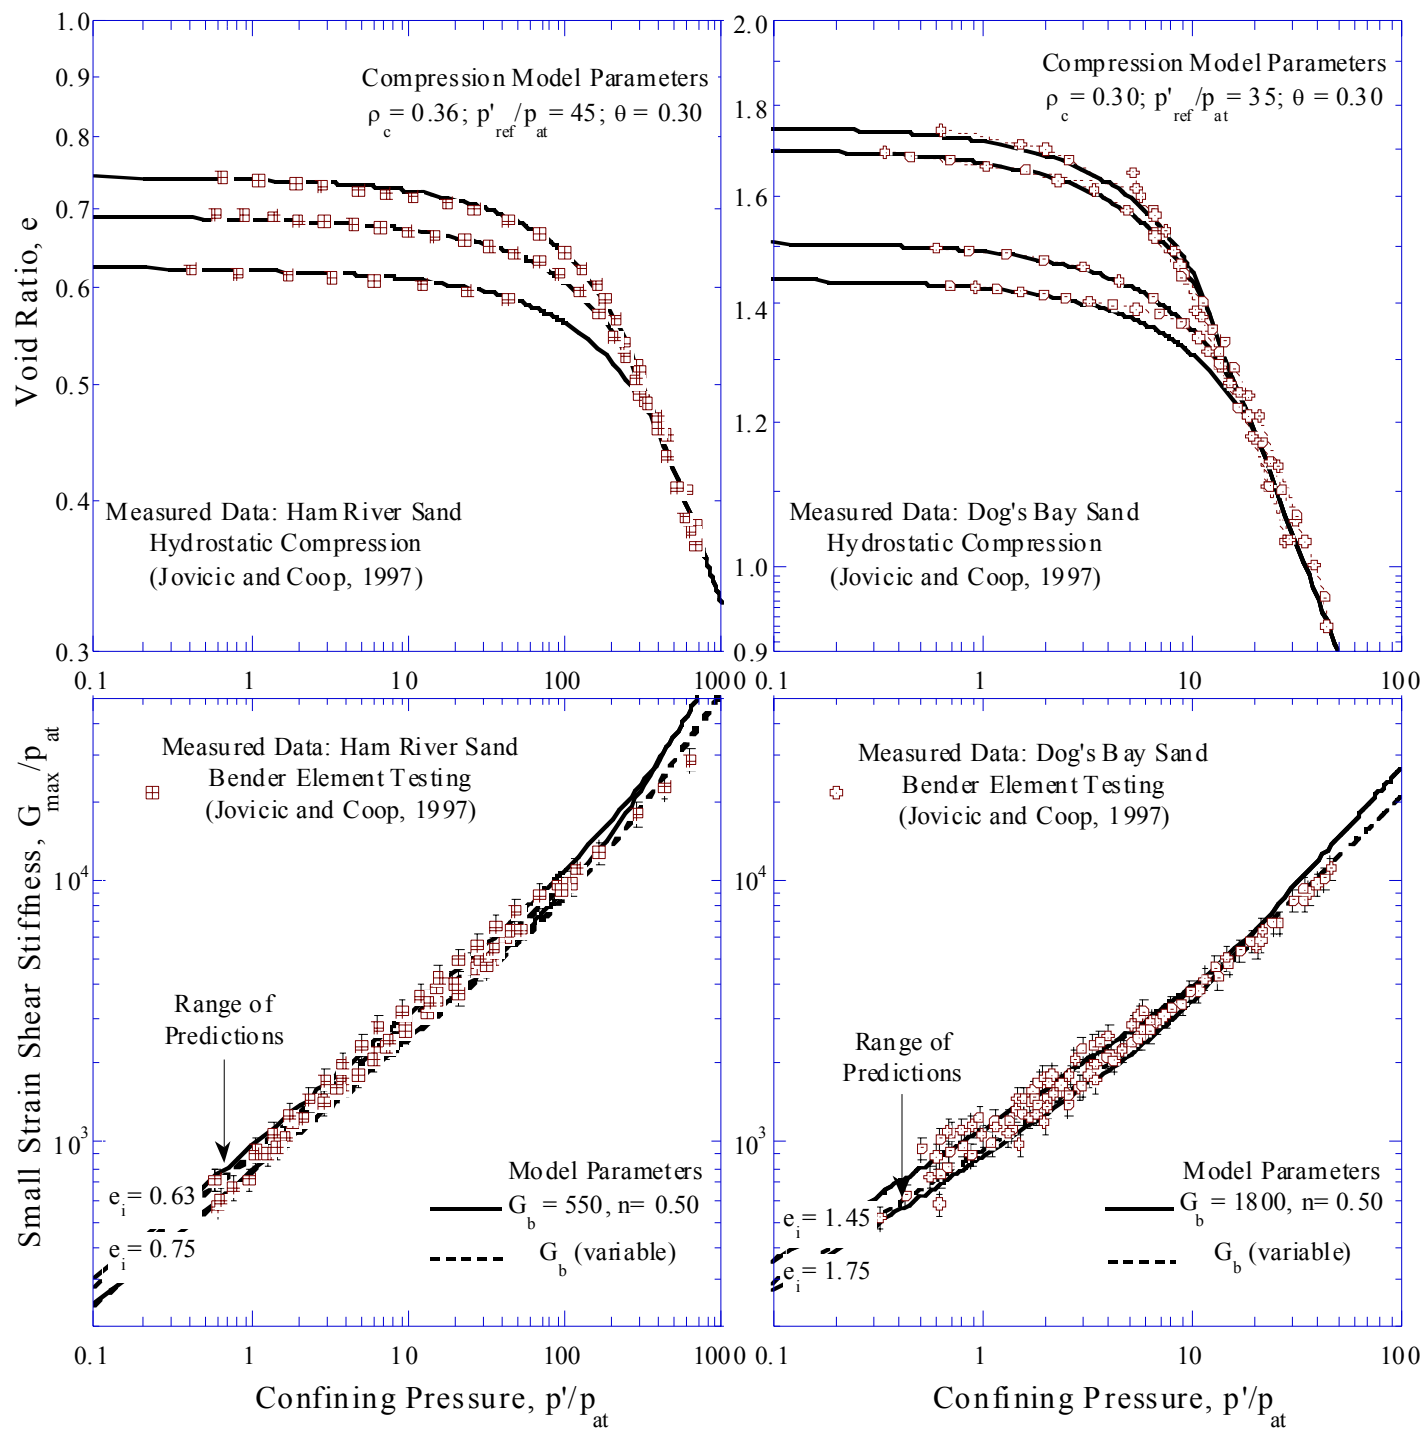 Void Ratio, e
1.0
0.9
0.8
0.7
0.6
0.5
0.4
0.3
Compression Model Parameters
ρc = 0.36; p'ref/pat = 45; θ = 0.30
Measured Data: Ham River Sand
Hydrostatic Compression
(Jovicic and Coop, 1997)
0.1 1 10 100 1000
2.0
1.8
1.6
1.4
1.2
1.0
0.9
Compression Model Parameters
ρc = 0.30; p'ref/pat = 35; θ = 0.30
Measured Data: Dog's Bay Sand
Hydrostatic Compression
(Jovicic and Coop, 1997)
0.1 1 10 100
Small Strain Shear Stiffness, Gmax/pat
10^4
10^3
Measured Data: Ham River Sand
Bender Element Testing
(Jovicic and Coop, 1997)
Range of
Predictions
ei = 0.63
ei = 0.75
Model Parameters
Gb = 550, n= 0.50
Gb (variable)
0.1 1 10 100 1000
Confining Pressure, p'/pat
10^4
10^3
Measured Data: Dog's Bay Sand
Bender Element Testing
(Jovicic and Coop, 1997)
Range of
Predictions
ei = 1.45
ei = 1.75
Model Parameters
Gb = 1800, n= 0.50
Gb (variable)
0.1 1 10 100
Confining Pressure, p'/pat